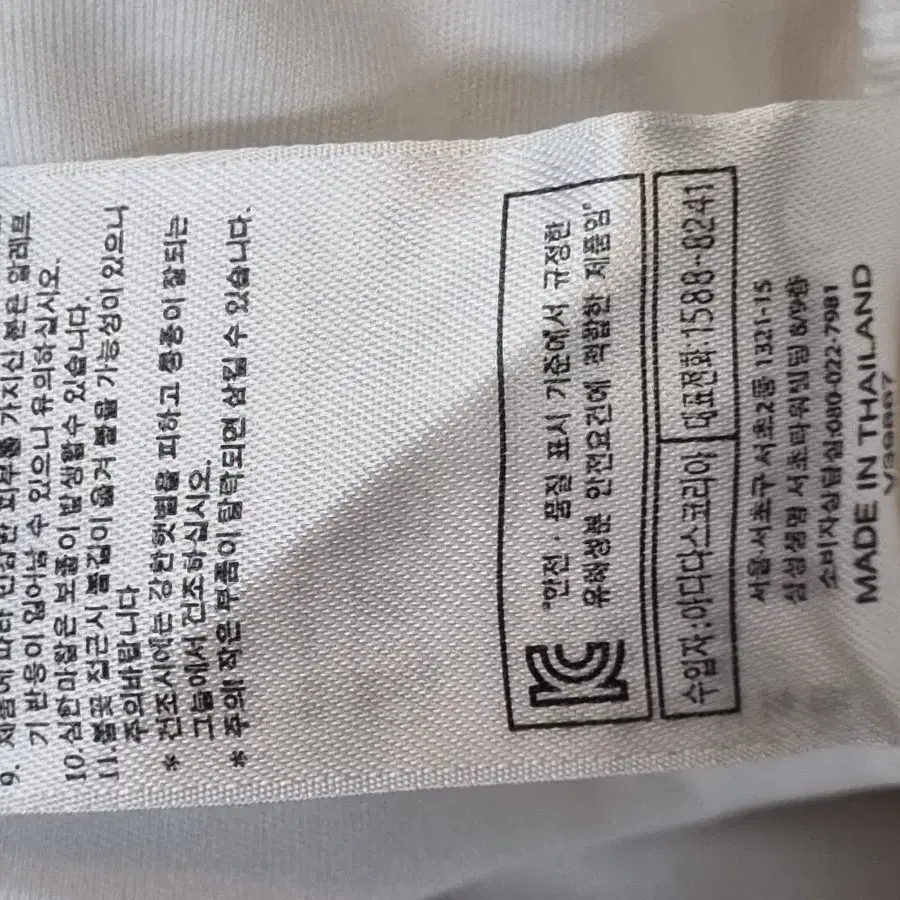 9. 제품에 따라 민감한 피부를 가지신 분은 알레르
기 반응이 일어날 수 있으니 유의하십시오.
10.심한마찰은 보풀이 발생할수 있습니다.
11.불꽃 접근시 불길이 옮겨 붙을 가능성이 있으니
주의바랍니다
* 건조시에는 강한햇볕을 피하고 통풍이 잘되는
그늘에서 건조하십시오.
* 주의! 작은부품이 탈락되면 삼킬 수 있습니다.
"안전 · 품질 표시 기준에서 규정한
유해성분 안전요건에 적합한 제품임"
수입자:아디다스코리아 대표전화:1588-8241
서울·서초구 서초2동 1321-15
삼성생명 서초타워빌딩 8/9층
소비자상담실:080-022-7981
MADE IN THAILAND